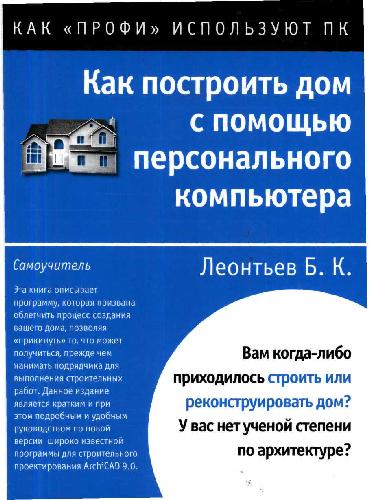 КАК «ПРОФИ» ИСПОЛЬЗУЮТ ПК
Как построить дом
с помощью
персонального
компьютера
Самоучитель
Леонтьев Б. К.
Эта книга описывает
программу, которая призвана
облегчить процесс создания
вашего дома, позволяя
«прикинуть» то, что может
получиться, прежде чем
нанимать подрядчика для
выполнения строительных
работ. Данное издание
является кратким и при
этом подробным и удобным
руководством по новой
версии широко известной
программы для строительного
проектирования ArchiCAD 9.0.
Вам когда-либо
приходилось строить или
реконструировать дом?
У вас нет ученой степени
по архитектуре?